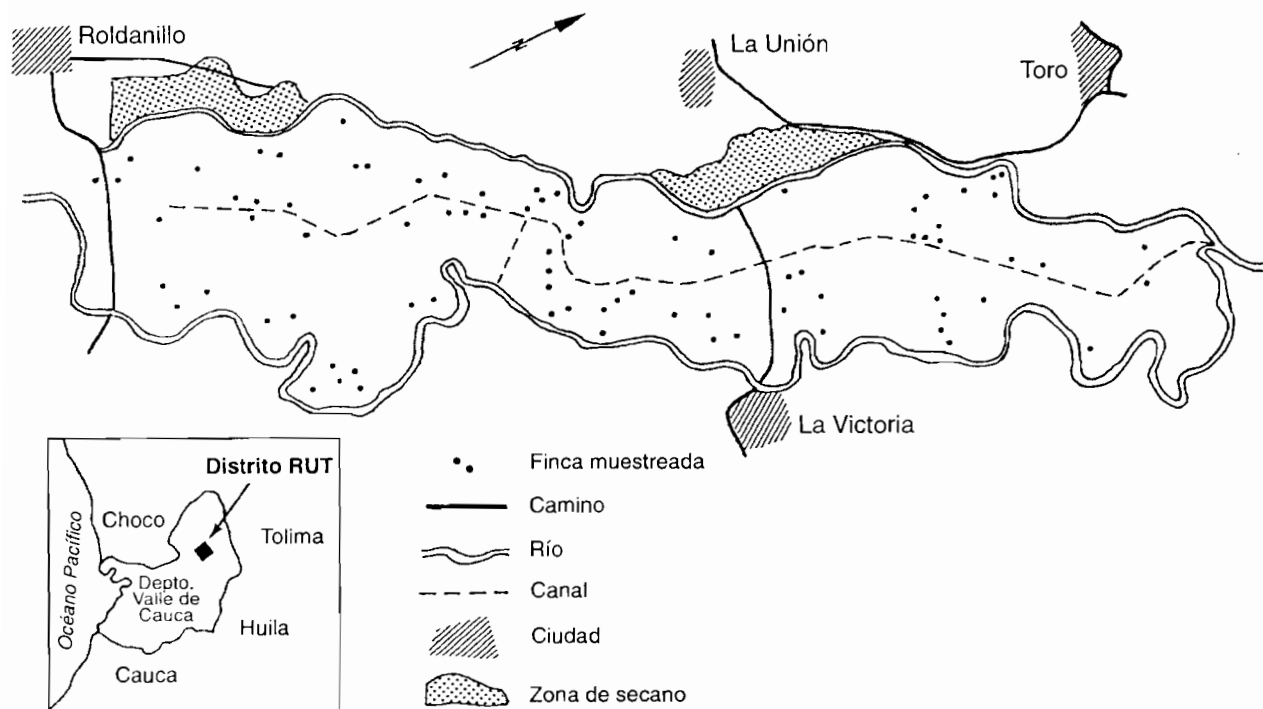 Roldanillo
N
La Unión
Toro
La Victoria
Distrito RUT
Choco
Tolima
Océano Pacífico
Depto.
Valle de
Cauca
Huila
Cauca
Finca muestreada
Camino
Río
Canal
Ciudad
Zona de secano